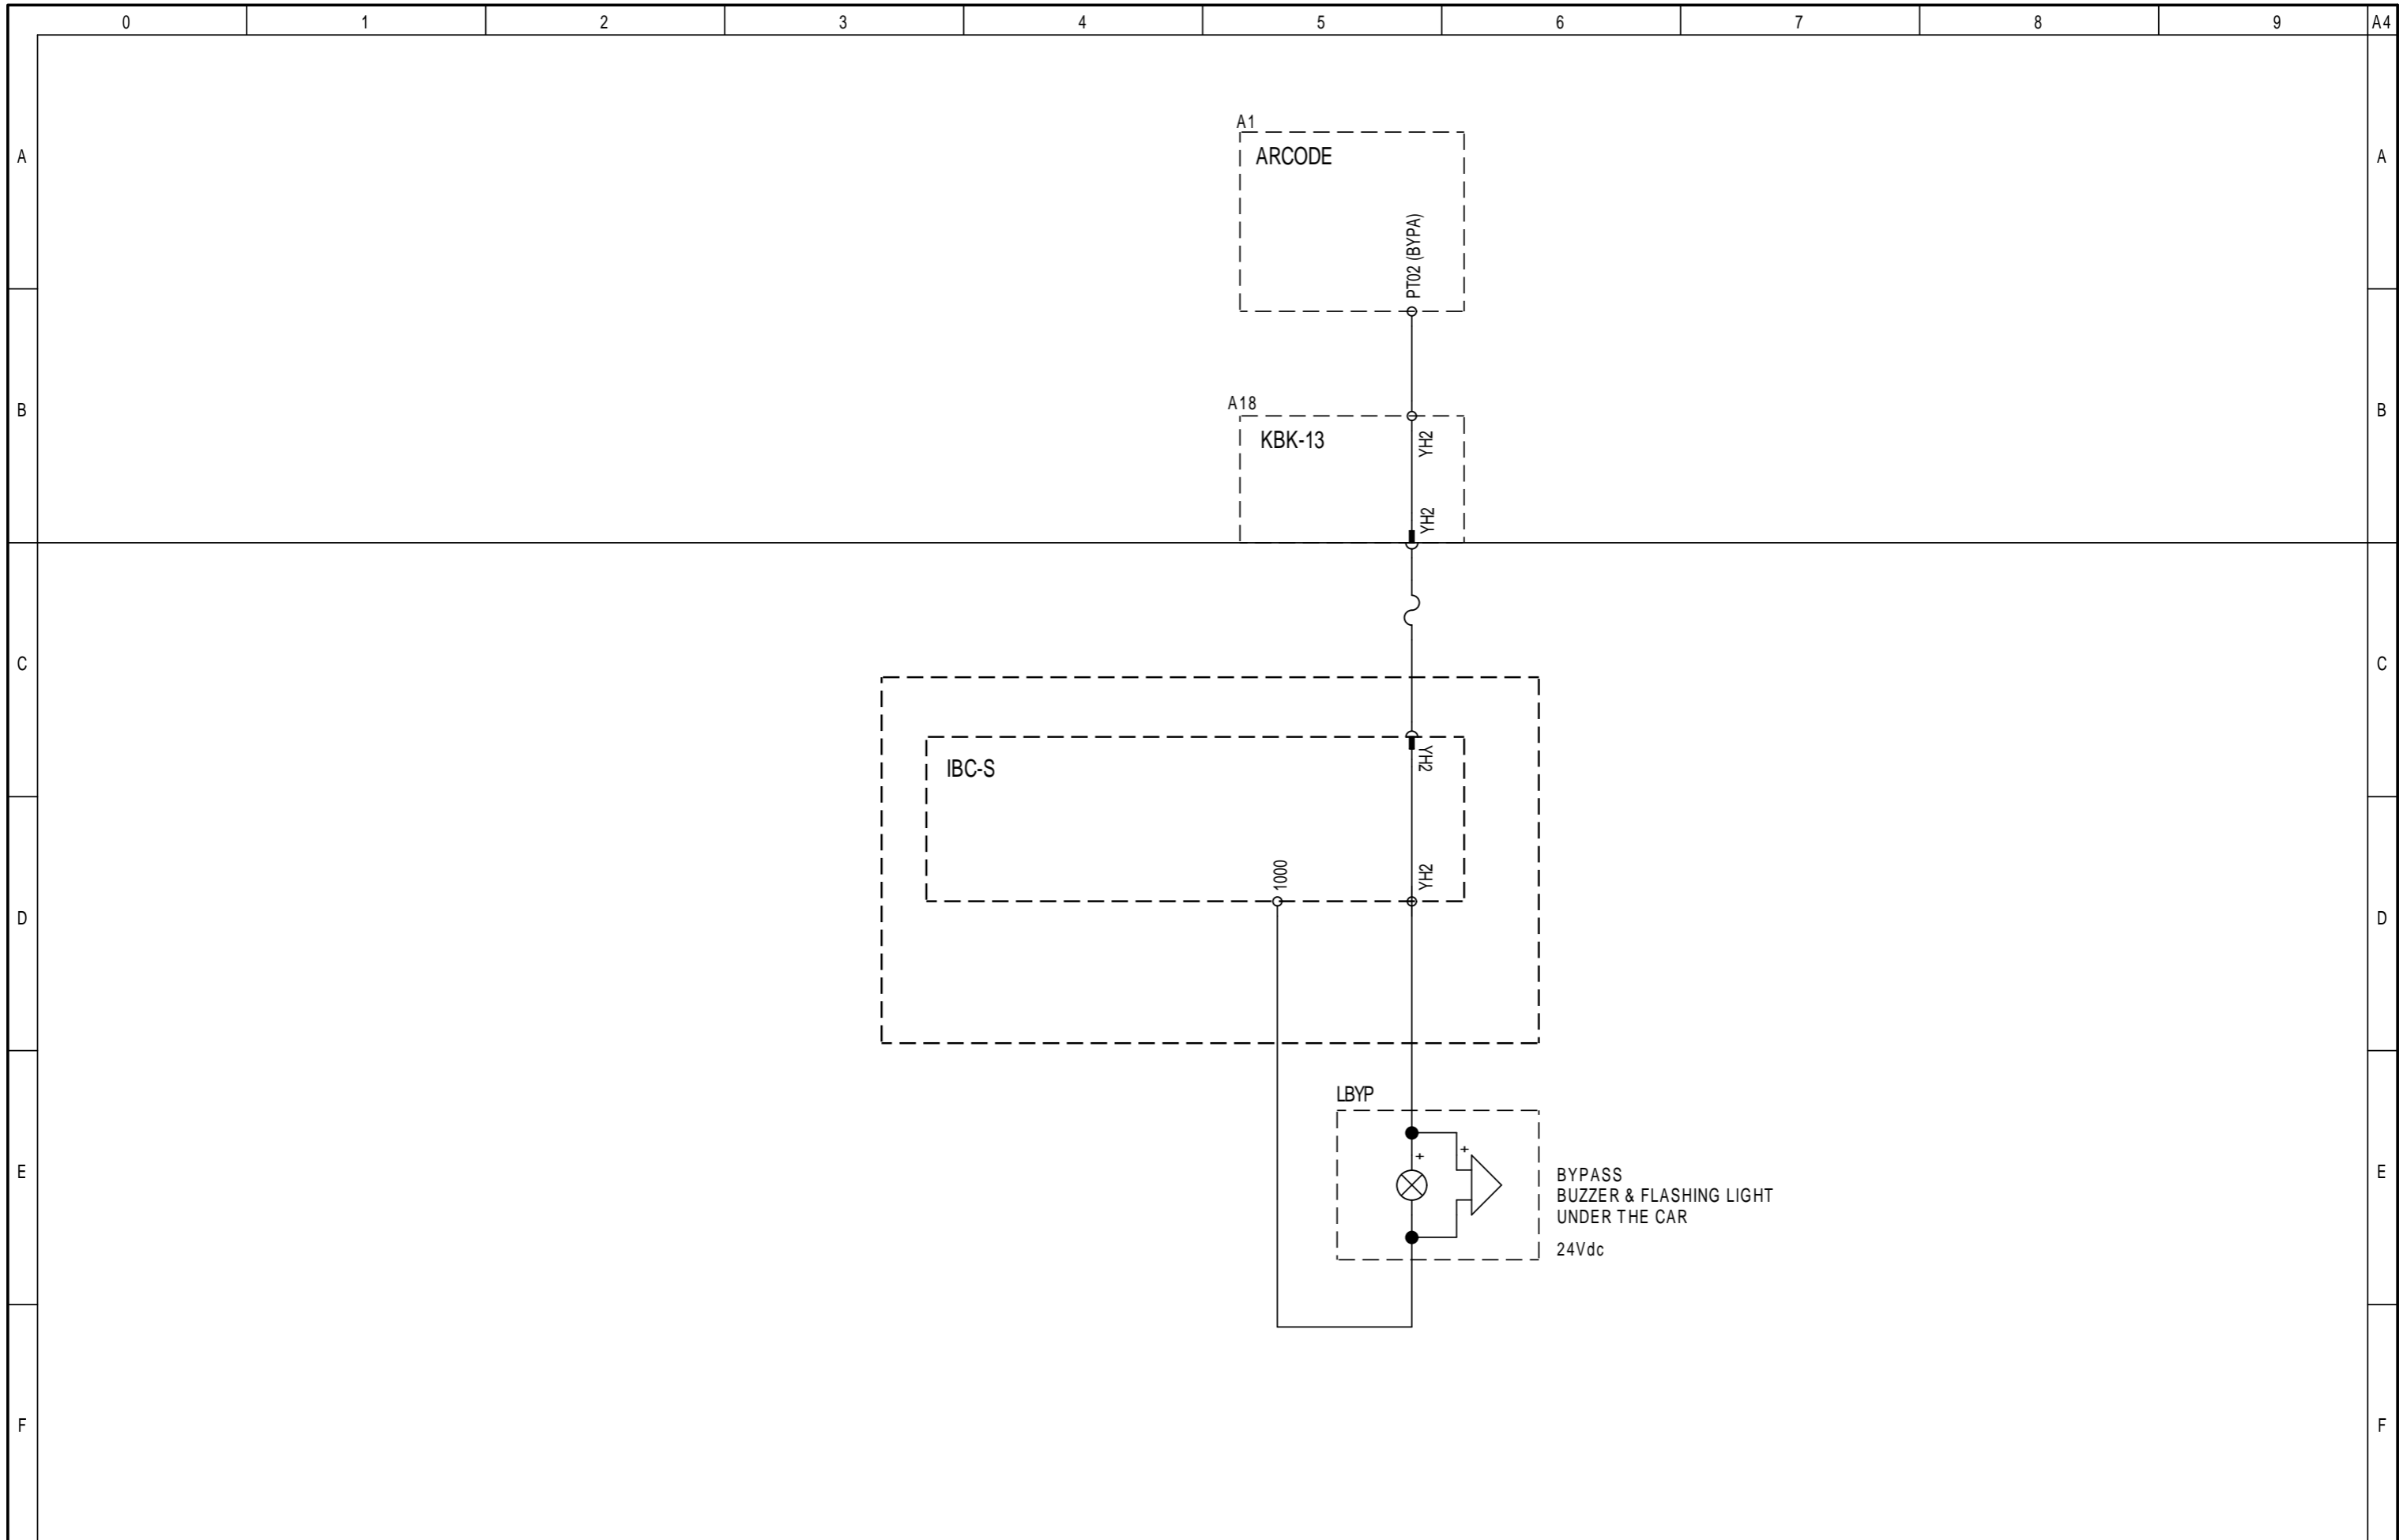 0 1 2 3 4 5 6 7 8 9 A4
A1
ARCODE
A A
PT02 (BYPA)
A18
B B
KBK-13
YH2
YH2
C C
YH2
IBC-S
1000
YH2
D D
LBYP
+
+
E E
BYPASS
BUZZER & FLASHING LIGHT
UNDER THE CAR
24Vdc
F F